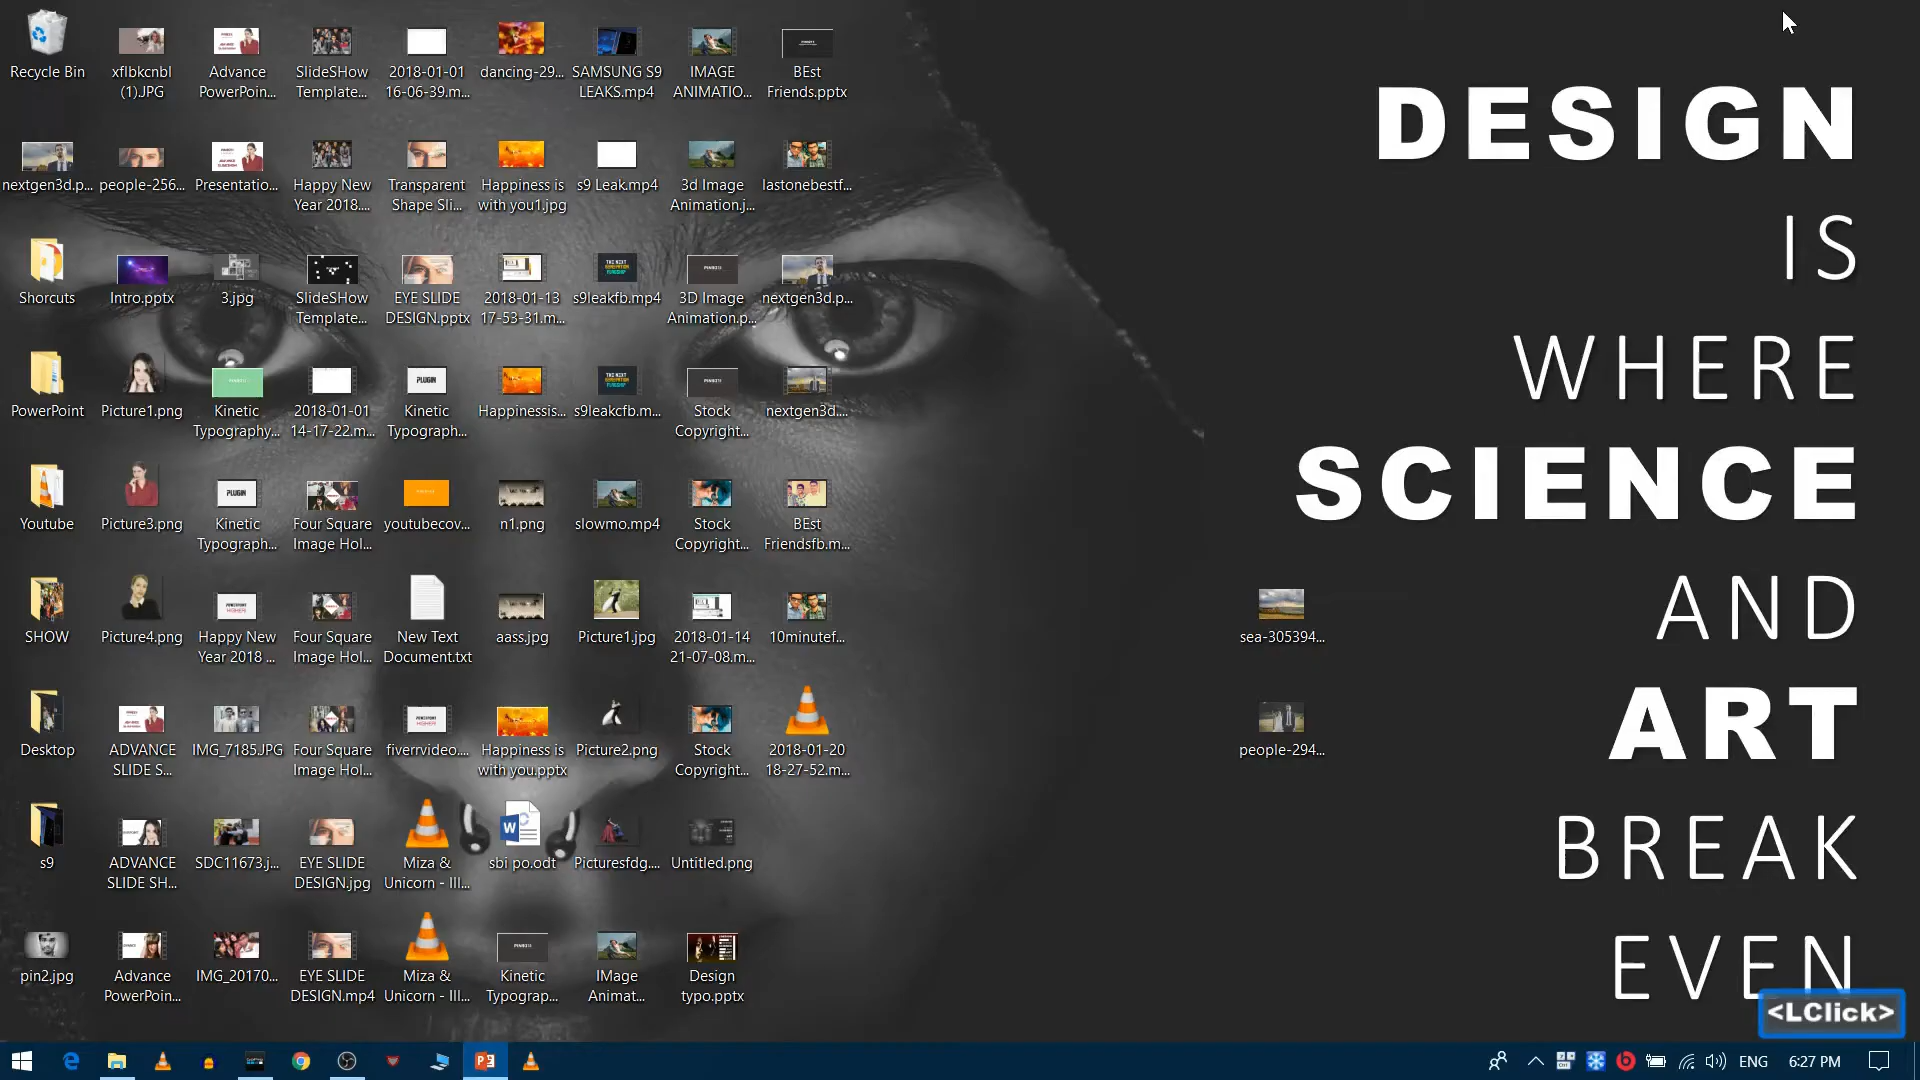 Recycle Bin
xflbkcnbl
(1).JPG
Advance
PowerPoin...
SlideSHow
Template...
2018-01-01
16-06-39.m...
dancing-29...
SAMSUNG S9
LEAKS.mp4
IMAGE
ANIMATIO...
BEst
Friends.pptx
nextgen3d.p...
people-256...
Presentatio...
Happy New
Year 2018....
Transparent
Shape Sli...
Happiness is
with you1.jpg
s9 Leak.mp4
3d Image
Animation.j...
lastonebestf...
Shorcuts
Intro.pptx
3.jpg
SlideSHow
Template...
EYE SLIDE
DESIGN.pptx
2018-01-13
17-53-31.m...
s9leakfb.mp4
3D Image
Animation.p...
nextgen3d.p...
PowerPoint
Picture1.png
Kinetic
Typography...
2018-01-01
14-17-22.m...
Kinetic
Typograph...
Happinessis...
s9leakcfb.m...
Stock
Copyright...
nextgen3d....
Youtube
Picture3.png
Kinetic
Typograph...
Four Square
Image Hol...
youtubecov...
n1.png
slowmo.mp4
Stock
Copyright...
BEst
Friendsfb.m...
SHOW
Picture4.png
Happy New
Year 2018 ...
Four Square
Image Hol...
New Text
Document.txt
aass.jpg
Picture1.jpg
2018-01-14
21-07-08.m...
10minutef...
Desktop
ADVANCE
SLIDE S...
IMG_7185.JPG
Four Square
Image Hol...
fiverrvideo....
Happiness is
with you.pptx
Picture2.png
Stock
Copyright...
2018-01-20
18-27-52.m...
s9
ADVANCE
SLIDE SH...
SDC11673.j...
EYE SLIDE
DESIGN.jpg
Miza &
Unicorn - Ill...
sbi po.odt
Picturesfdg....
Untitled.png
pin2.jpg
Advance
PowerPoin...
IMG_20170...
EYE SLIDE
DESIGN.mp4
Miza &
Unicorn - Ill...
Kinetic
Typograp...
IMage
Animat...
Design
typo.pptx
sea-305394...
people-294...
DESIGN
IS
WHERE
SCIENCE
AND
ART
BREAK
EVEN
<LClick>
ENG
6:27 PM